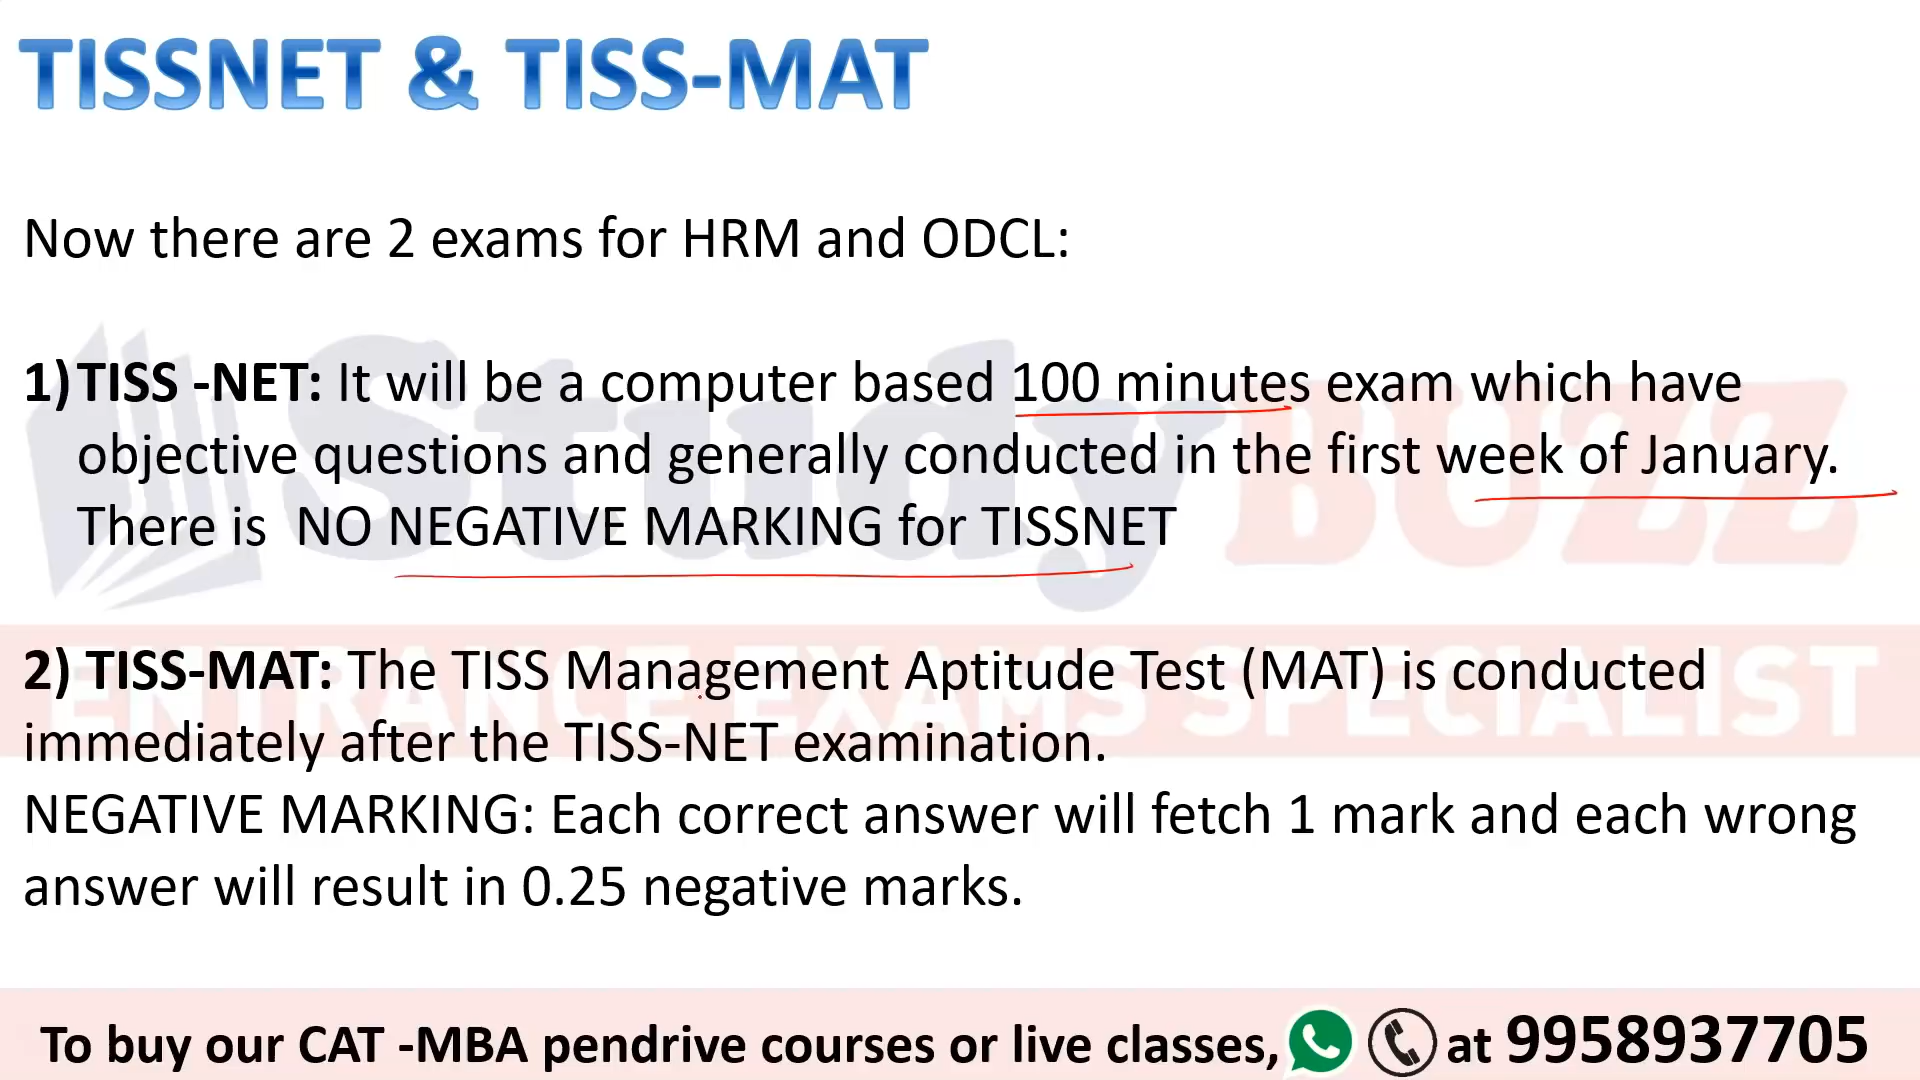 TISSNET & TISS-MAT
Now there are 2 exams for HRM and ODCL:
1) TISS -NET: It will be a computer based 100 minutes exam which have
objective questions and generally conducted in the first week of January.
There is NO NEGATIVE MARKING for TISSNET
StudyBUZZ
2) TISS-MAT: The TISS Management Aptitude Test (MAT) is conducted
ENTRANCE EXAMS SPECIALIST
immediately after the TISS-NET examination.
NEGATIVE MARKING: Each correct answer will fetch 1 mark and each wrong
answer will result in 0.25 negative marks.
To buy our CAT -MBA pendrive courses or live classes, at 9958937705